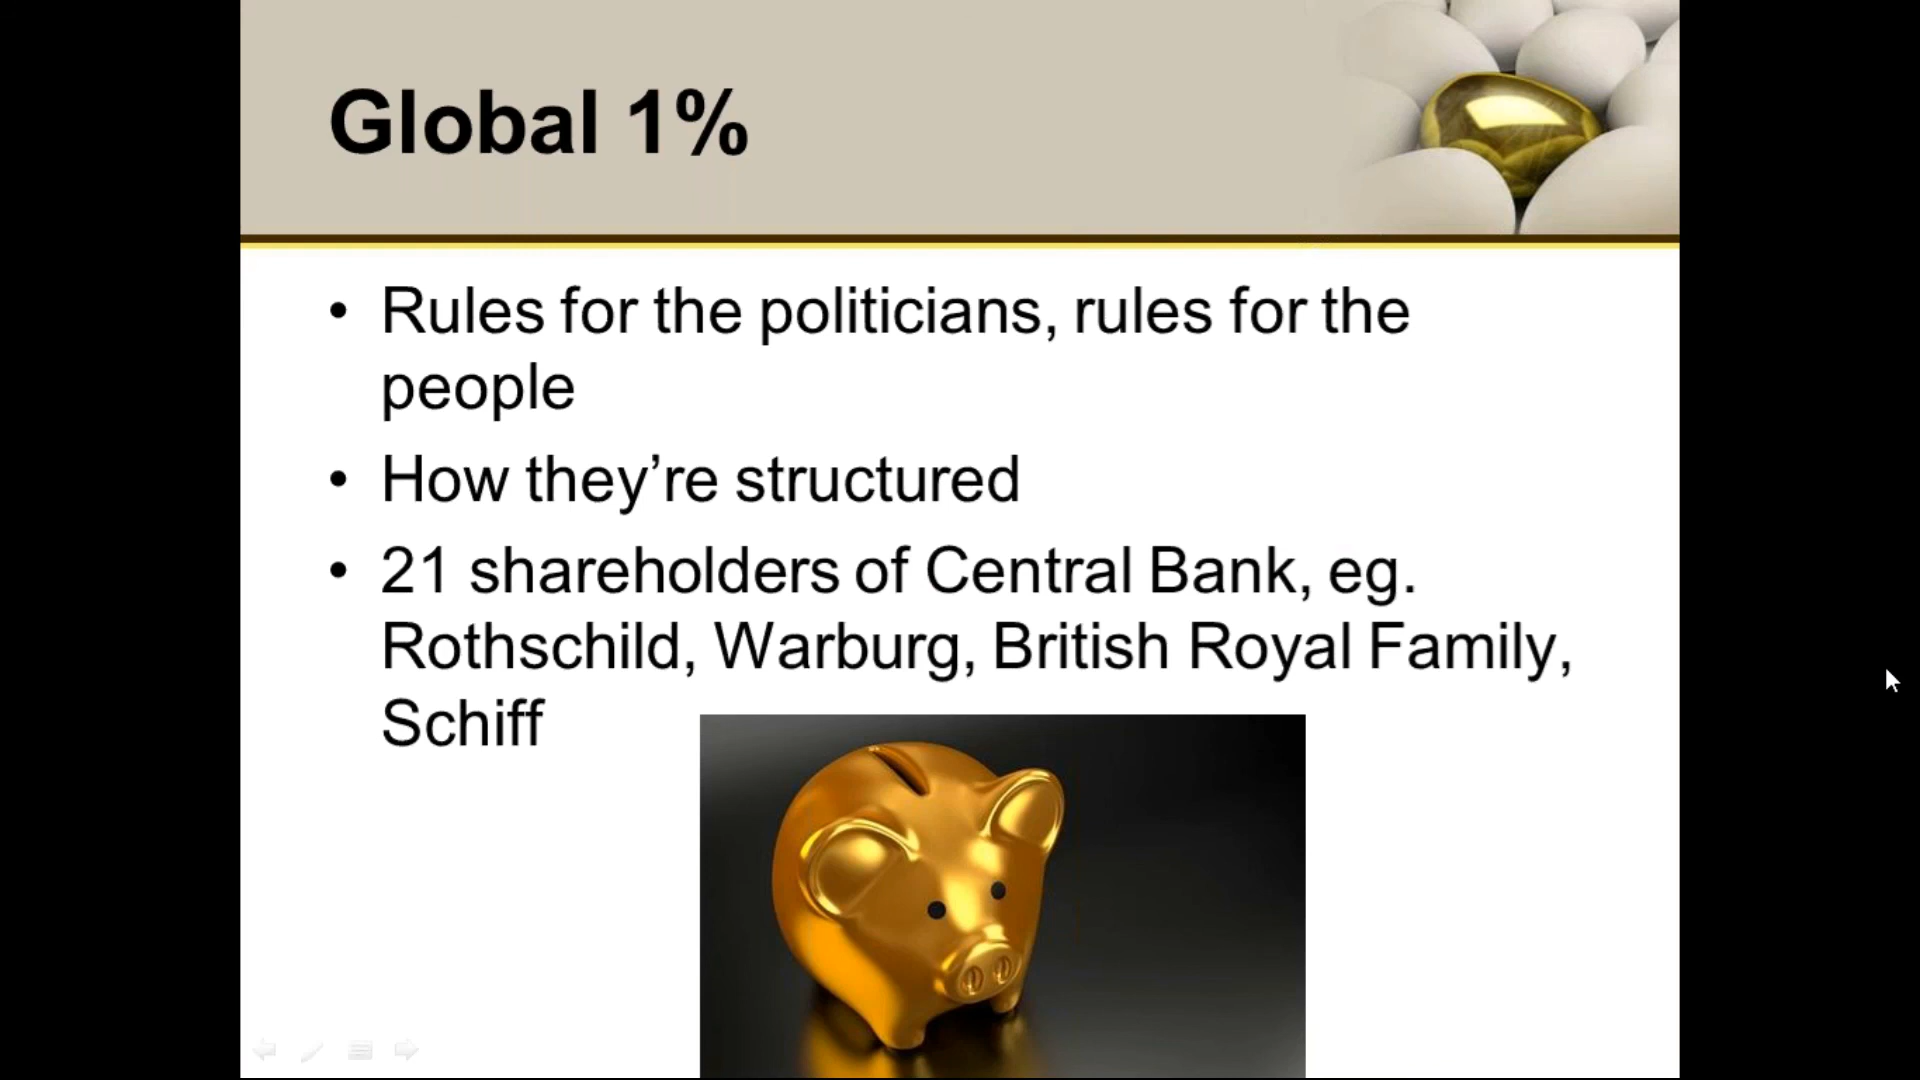 Global 1%
• Rules for the politicians, rules for the
people
• How they’re structured
• 21 shareholders of Central Bank, eg.
Rothschild, Warburg, British Royal Family,
Schiff